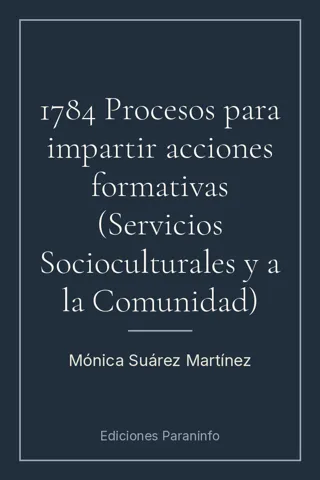 1784 Procesos para
impartir acciones
formativas
(Servicios
Socioculturales y a
la Comunidad)
Mónica Suárez Martínez
Ediciones Paraninfo